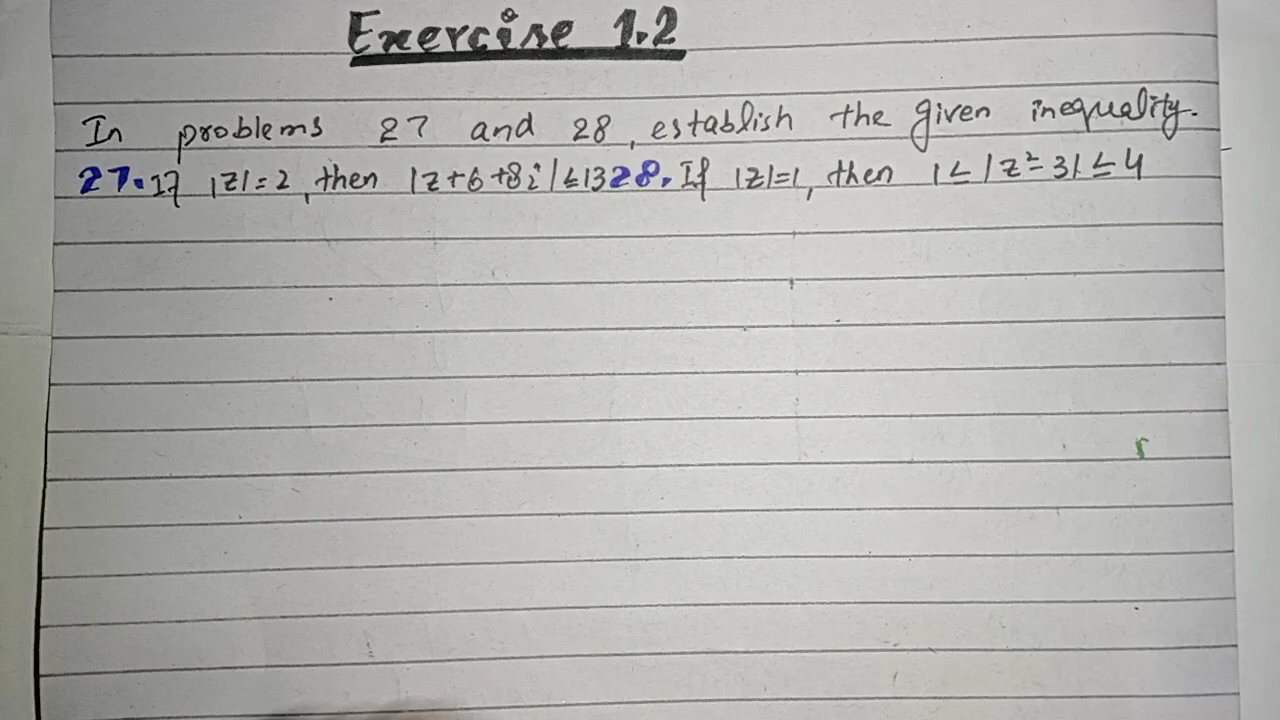 Exercise 1.2
In problems 27 and 28, establish the given inequality.
27. If |z|=2, then |z+6+8i|≤13 28. If |z|=1, then 1≤|z²-3|≤4
r